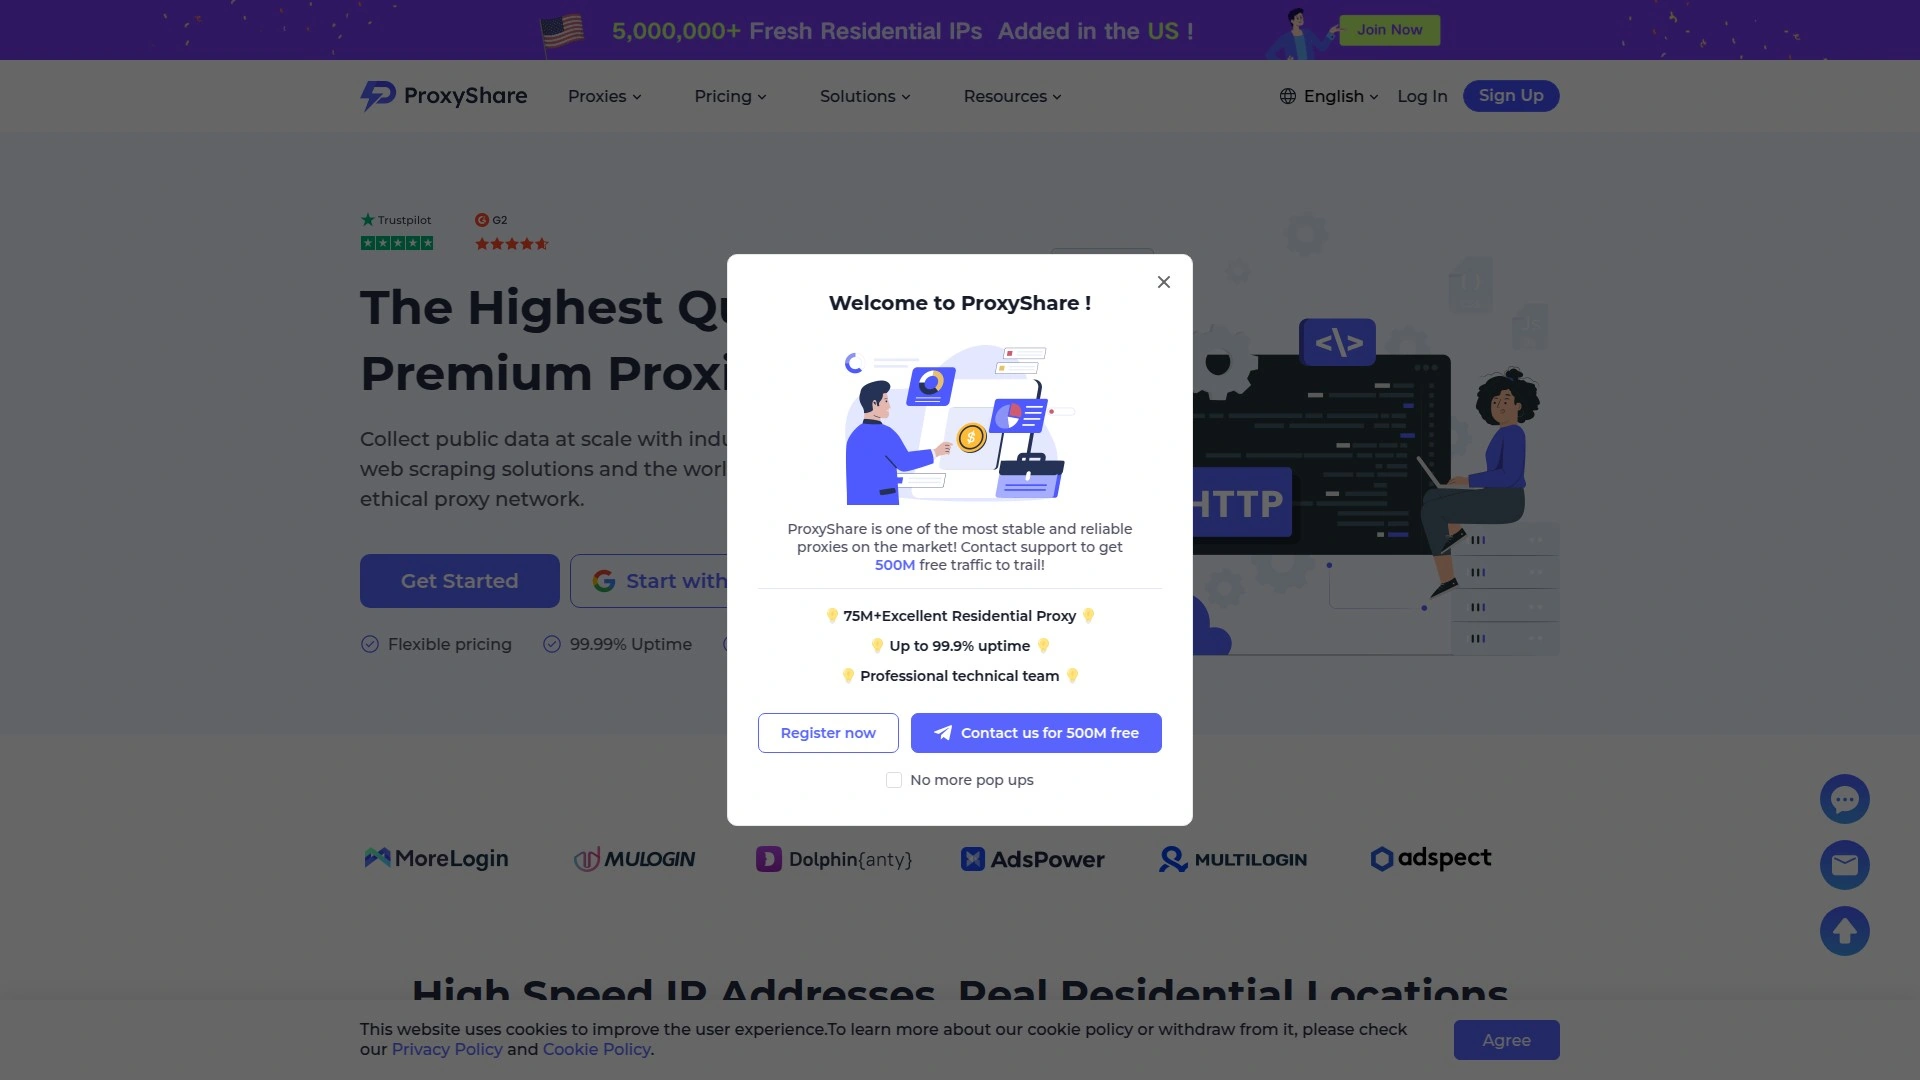 5,000,000+ Fresh Residential IPs Added in the US !
Join Now
ProxyShare
Proxies
Pricing
Solutions
Resources
English
Log In
Sign Up
Trustpilot
G2
The Highest Qu
Premium Proxi
Collect public data at scale with indu
web scraping solutions and the worl
ethical proxy network.
Get Started
Start with
Flexible pricing
99.99% Uptime
</>
HTTP
Js
Welcome to ProxyShare !
$
ProxyShare is one of the most stable and reliable
proxies on the market! Contact support to get
500M free traffic to trail!
75M+Excellent Residential Proxy
Up to 99.9% uptime
Professional technical team
Register now
Contact us for 500M free
No more pop ups
MoreLogin
MULOGIN
Dolphin{anty}
AdsPower
MULTILOGIN
adspect
High Speed IP Addresses, Real Residential Locations
This website uses cookies to improve the user experience.To learn more about our cookie policy or withdraw from it, please check
our Privacy Policy and Cookie Policy.
Agree